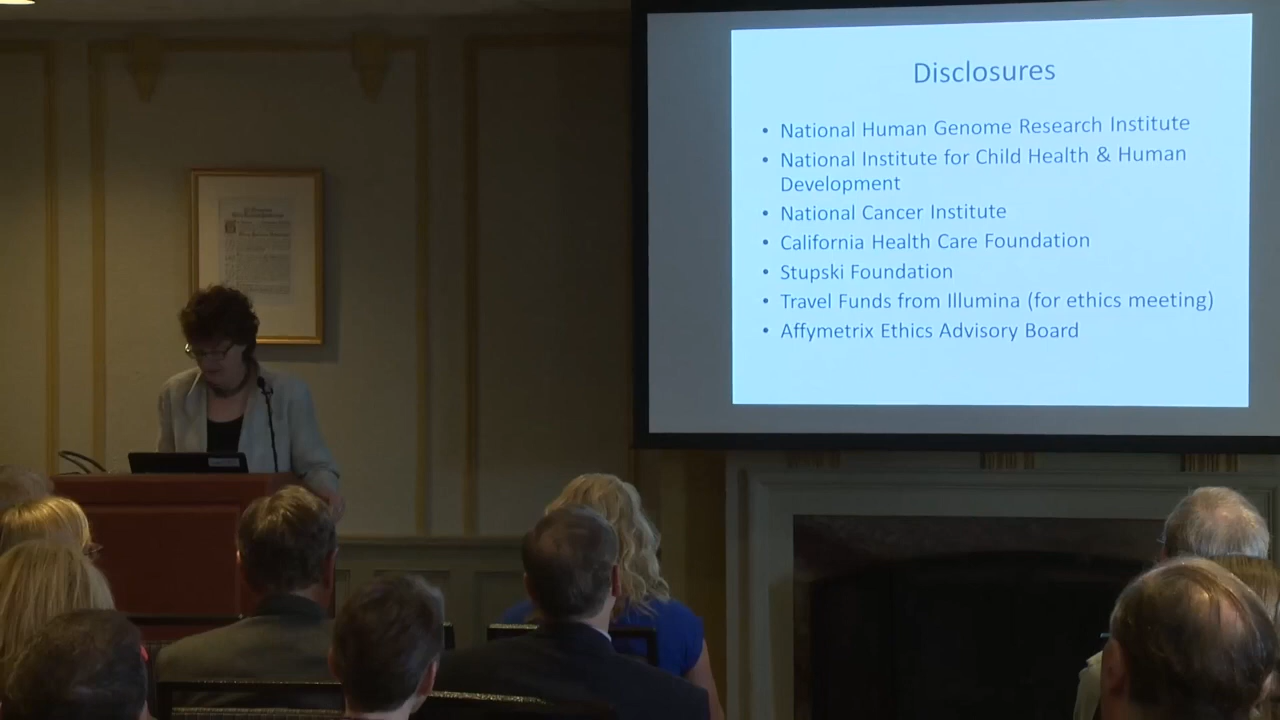 Disclosures
• National Human Genome Research Institute
• National Institute for Child Health & Human
Development
• National Cancer Institute
• California Health Care Foundation
• Stupski Foundation
• Travel Funds from Illumina (for ethics meeting)
• Affymetrix Ethics Advisory Board